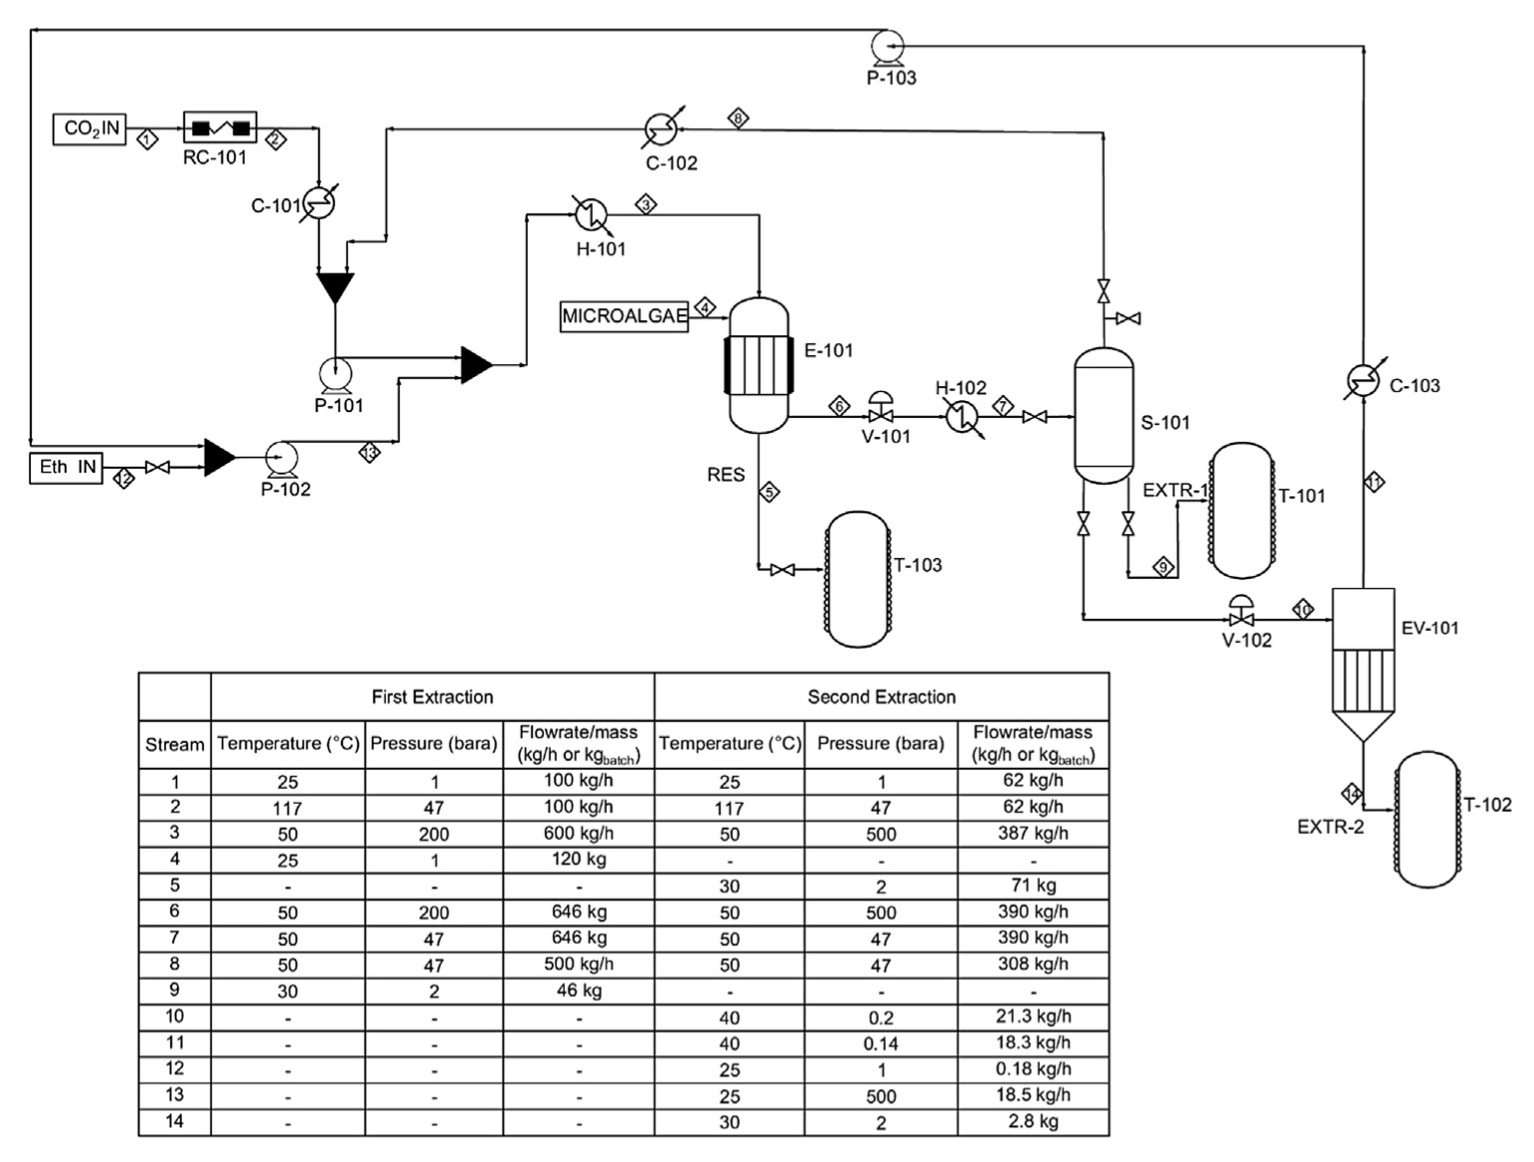 P-103
CO2IN
1
RC-101
2
C-102
8
C-101
H-101
3
MICROALGAE
4
E-101
P-101
H-102
6
V-101
7
S-101
C-103
Eth IN
12
P-102
13
RES
5
EXTR-1
T-101
11
T-103
9
10
V-102
EV-101
14
T-102
EXTR-2
First Extraction Second Extraction
Stream Temperature (°C) Pressure (bara) Flowrate/mass (kg/h or kgbatch) Temperature (°C) Pressure (bara) Flowrate/mass (kg/h or kgbatch)
1 25 1 100 kg/h 25 1 62 kg/h
2 117 47 100 kg/h 117 47 62 kg/h
3 50 200 600 kg/h 50 500 387 kg/h
4 25 1 120 kg - - -
5 - - - 30 2 71 kg
6 50 200 646 kg 50 500 390 kg/h
7 50 47 646 kg 50 47 390 kg/h
8 50 47 500 kg/h 50 47 308 kg/h
9 30 2 46 kg - - -
10 - - - 40 0.2 21.3 kg/h
11 - - - 40 0.14 18.3 kg/h
12 - - - 25 1 0.18 kg/h
13 - - - 25 500 18.5 kg/h
14 - - - 30 2 2.8 kg